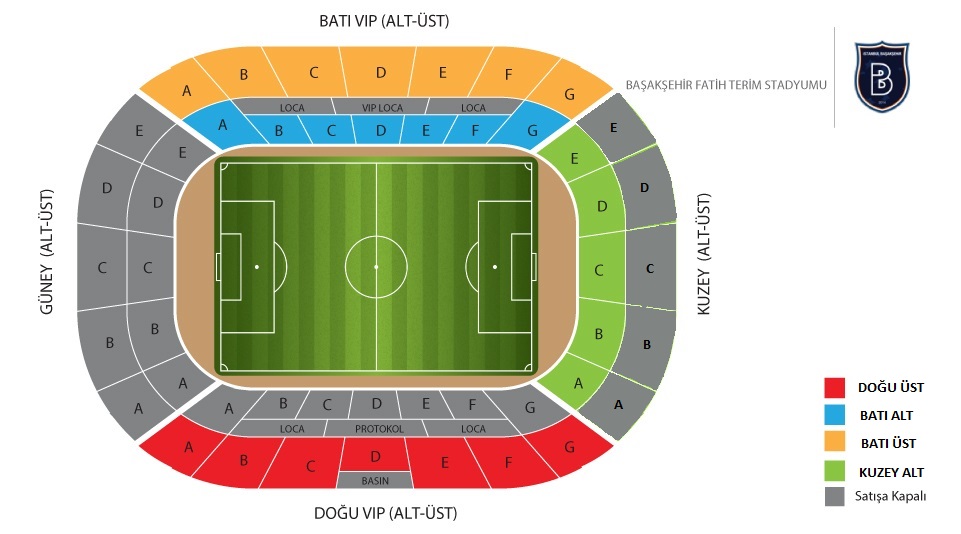 BATI VIP (ALT-ÜST)
A
B
C
D
E
F
G
LOCA
VIP LOCA
LOCA
A
B
C
D
E
F
G
BAŞAKŞEHİR FATİH TERİM STADYUMU
İSTANBUL BAŞAKŞEHİR
B
GÜNEY (ALT-ÜST)
E
D
C
B
A
E
D
C
B
A
E
D
C
B
A
E
D
C
B
A
KUZEY (ALT-ÜST)
A
B
C
D
E
F
G
LOCA
PROTOKOL
LOCA
A
B
C
D
E
F
G
BASIN
DOĞU VIP (ALT-ÜST)
DOĞU ÜST
BATI ALT
BATI ÜST
KUZEY ALT
Satışa Kapalı